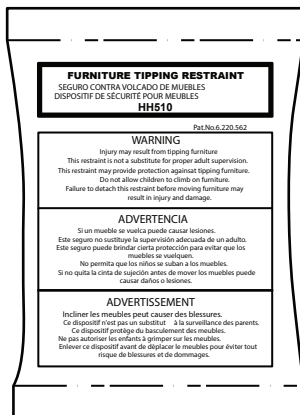 FURNITURE TIPPING RESTRAINT
SEGURO CONTRA VOLCADO DE MUEBLES
DISPOSITIF DE SÉCURITÉ POUR MEUBLES
HH510
Pat.No.6.220.562
WARNING
Injury may result from tipping furniture
This restraint is not a substitute for proper adult supervision.
This restraint may provide protection againsat tipping furniture.
Do not allow children to climb on furniture.
Failure to detach this restraint before moving furniture may
result in injury and damage.
ADVERTENCIA
Si un mueble se vuelca puede causar lesiones.
Este seguro no sustituye la supervisión adecuada de un adulto.
Este seguro puede brindar cierta protección para evitar que los
muebles se vuelquen.
No permita que los niños se suban a los muebles.
Si no quita la cinta de sujeción antes de mover los muebles puede
causar daños o lesiones.
ADVERTISSEMENT
Incliner les meubles peut causer des blessures.
Ce dispositif n'est pas un substitut à la surveillance des parents.
Ce dispositif protège du basculement des meubles.
Ne pas autoriser les enfants à grimper sur les meubles.
Enlever ce dispositif avant de déplacer le meubles pour éviter tout
risque de blessures et de dommages.